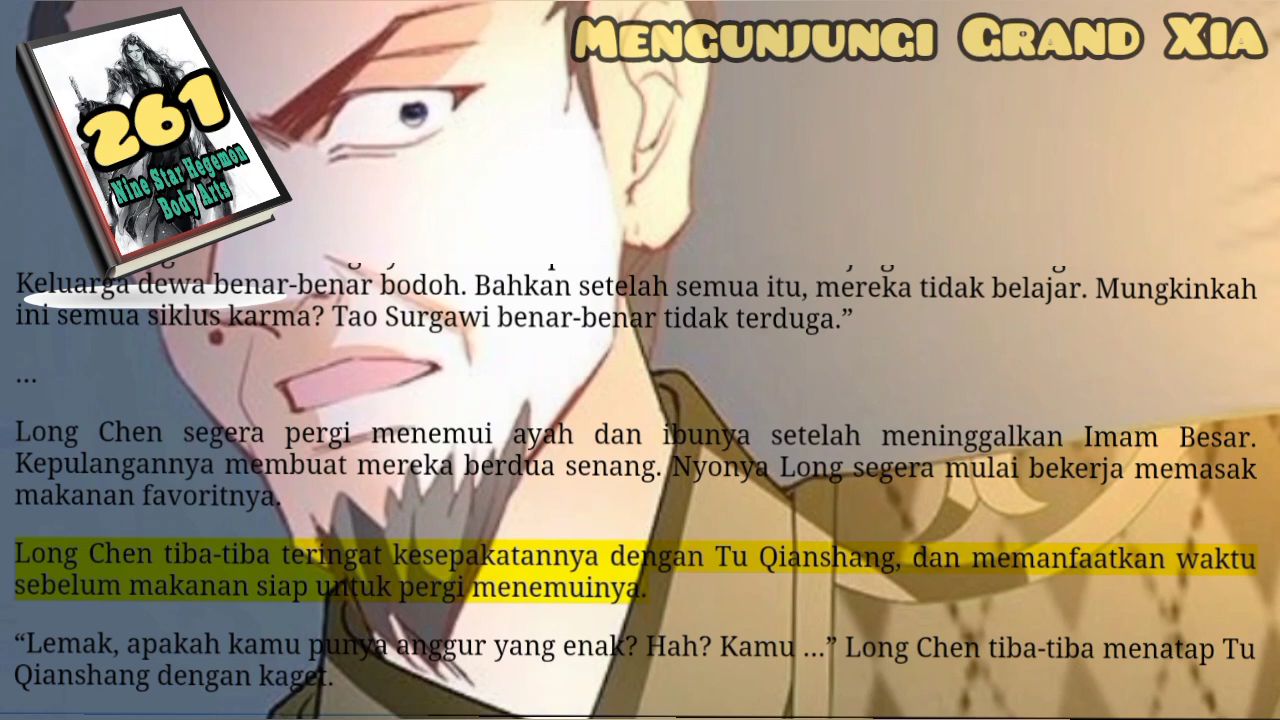 Mengunjungi Grand Xia
261
Nine Star Hegemon
Body Arts
Keluarga dewa benar-benar bodoh. Bahkan setelah semua itu, mereka tidak belajar. Mungkinkah
ini semua siklus karma? Tao Surgawi benar-benar tidak terduga.”
...
Long Chen segera pergi menemui ayah dan ibunya setelah meninggalkan Imam Besar.
Kepulangannya membuat mereka berdua senang. Nyonya Long segera mulai bekerja memasak
makanan favoritnya.
Long Chen tiba-tiba teringat kesepakatannya dengan Tu Qianshang, dan memanfaatkan waktu
sebelum makanan siap untuk pergi menemuinya.
“Lemak, apakah kamu punya anggur yang enak? Hah? Kamu ...” Long Chen tiba-tiba menatap Tu
Qianshang dengan kaget.